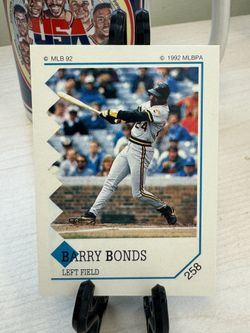 USA
© MLB 92 © 1992 MLBPA
BARRY BONDS
LEFT FIELD
258